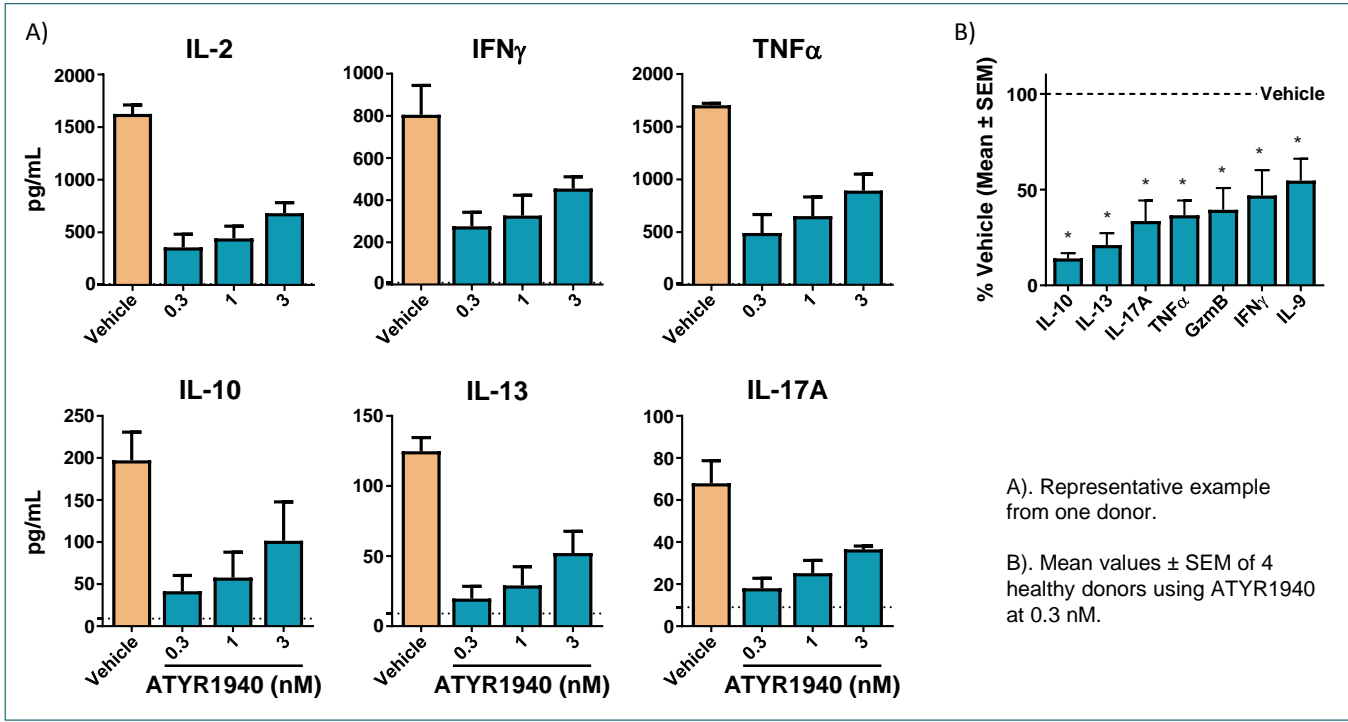 A)
IL-2
IFNγ
TNFα
pg/mL
2000
1500
1000
500
0
Vehicle
0.3
1
3
1000
800
600
400
200
0
Vehicle
0.3
1
3
2000
1500
1000
500
0
Vehicle
0.3
1
3
IL-10
IL-13
IL-17A
pg/mL
250
200
150
100
50
0
Vehicle
0.3
1
3
ATYR1940 (nM)
150
100
50
0
Vehicle
0.3
1
3
ATYR1940 (nM)
100
80
60
40
20
0
Vehicle
0.3
1
3
ATYR1940 (nM)
B)
% Vehicle (Mean ± SEM)
100
50
0
Vehicle
*
*
*
*
*
*
*
IL-10
IL-13
IL-17A
TNFα
GzmB
IFNγ
IL-9
A). Representative example
from one donor.
B). Mean values ± SEM of 4
healthy donors using ATYR1940
at 0.3 nM.